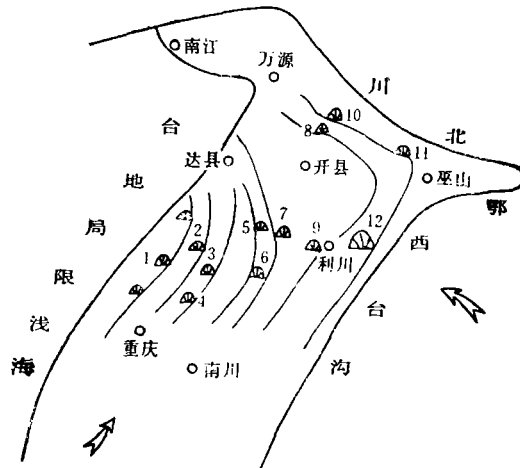 南江
万源
川
北
鄂
西
台
沟
台
地
局
限
浅
海
达县
开县
巫山
利川
重庆
南川
1
2
3
4
5
6
7
8
9
10
11
12